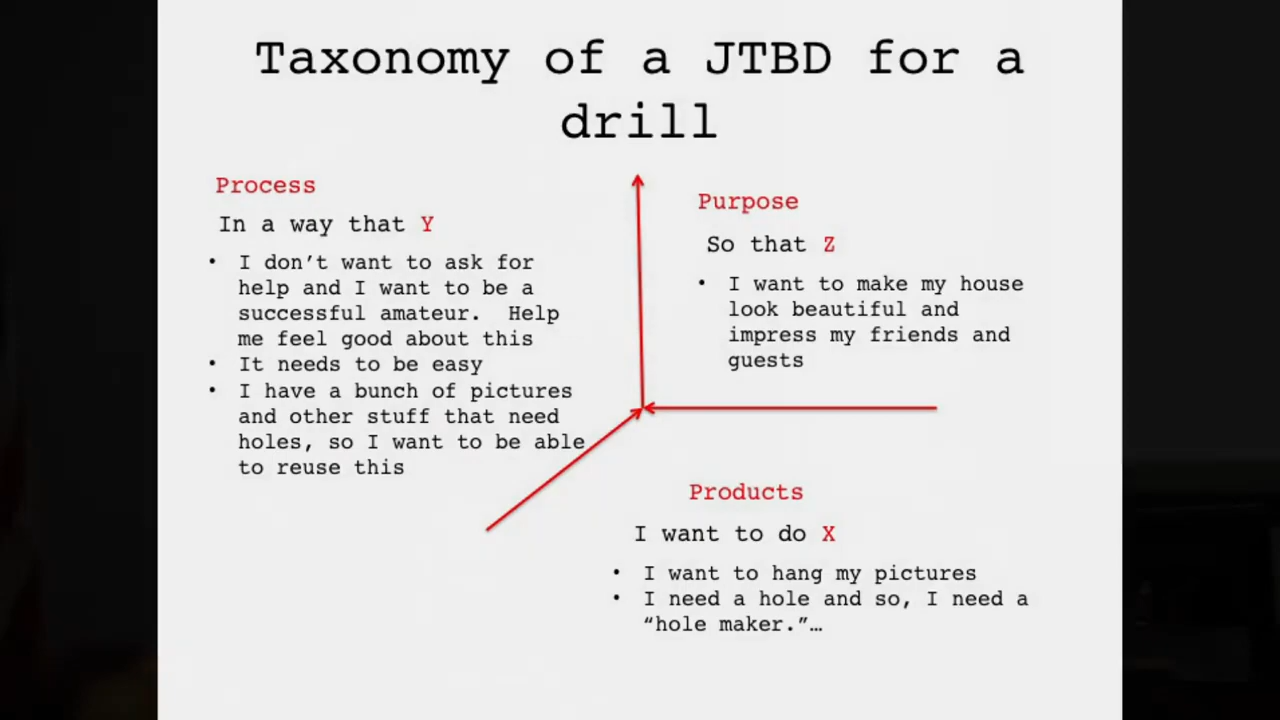 Taxonomy of a JTBD for a
drill
Process
In a way that Y
• I don’t want to ask for
help and I want to be a
successful amateur.  Help
me feel good about this
• It needs to be easy
• I have a bunch of pictures
and other stuff that need
holes, so I want to be able
to reuse this
Purpose
So that Z
• I want to make my house
look beautiful and
impress my friends and
guests
Products
I want to do X
• I want to hang my pictures
• I need a hole and so, I need a
“hole maker.”…